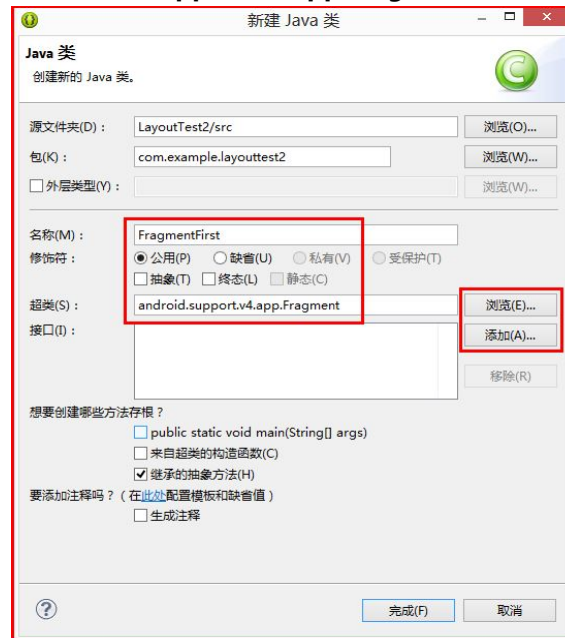 新建 Java 类
Java 类
创建新的 Java 类。
源文件夹(D)： LayoutTest2/src 浏览(O)...
包(K)： com.example.layouttest2 浏览(W)...
外层类型(Y)： 浏览(W)...
名称(M)： FragmentFirst
修饰符： 公用(P) 缺省(U) 私有(V) 受保护(T)
抽象(T) 终态(L) 静态(C)
超类(S)： android.support.v4.app.Fragment 浏览(E)...
接口(I)： 添加(A)...
移除(R)
想要创建哪些方法存根？
public static void main(String[] args)
来自超类的构造函数(C)
继承的抽象方法(H)
要添加注释吗？（在此处配置模板和缺省值）
生成注释
完成(F) 取消